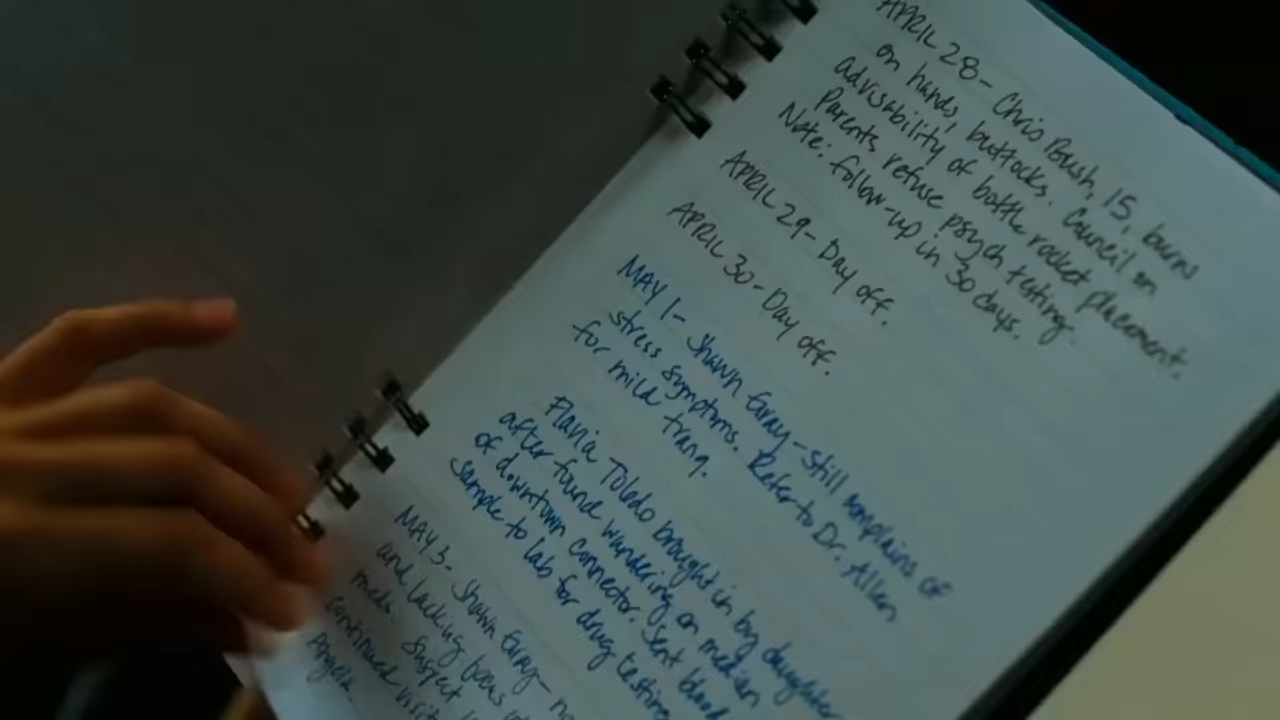 APRIL 28- Chris Bush, 15, burns
on hands, buttocks. Council on
advisability of bottle rocket placement.
Parents refuse psych testing.
Note: follow-up in 30 days.
APRIL 29- Day off.
APRIL 30- Day off.
MAY 1- Shawn Gray-still complains of
stress symptoms. Refer to Dr. Allen
for mild tranq.
Flavia Toledo brought in by daughter
after found wandering on median
of downtown connector. Sent blood
sample to lab for drug testing
MAY 3- Shawn Gray-
and lacking focus
meds. Suspect
continued visit
Angela